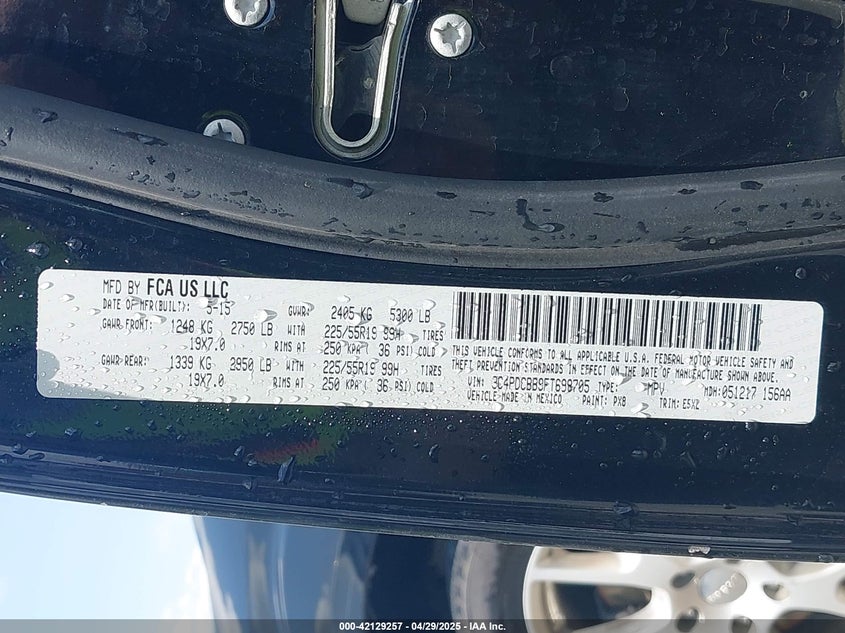 MFD BY FCA US LLC
DATE OF MFR(BUILT): 5-15 GVWR: 2405 KG 5300 LB
GAWR FRONT: 1248 KG 2750 LB WITH 225/55R19 99H TIRES
19X7.0 RIMS AT 250 KPA ( 36 PSI) COLD
GAWR REAR: 1339 KG 2950 LB WITH 225/55R19 99H TIRES
19X7.0 RIMS AT 250 KPA ( 36 PSI) COLD
THIS VEHICLE CONFORMS TO ALL APPLICABLE U.S.A. FEDERAL MOTOR VEHICLE SAFETY AND
THEFT PREVENTION STANDARDS IN EFFECT ON THE DATE OF MANUFACTURE SHOWN ABOVE.
VIN: 3C4PDCBB9FT698705 TYPE: MPV MDH: 051217 156AA
VEHICLE MADE IN MEXICO PAINT: PX8 TRIM: E5X2
000-42129257 | 04/29/2025 | IAA Inc.